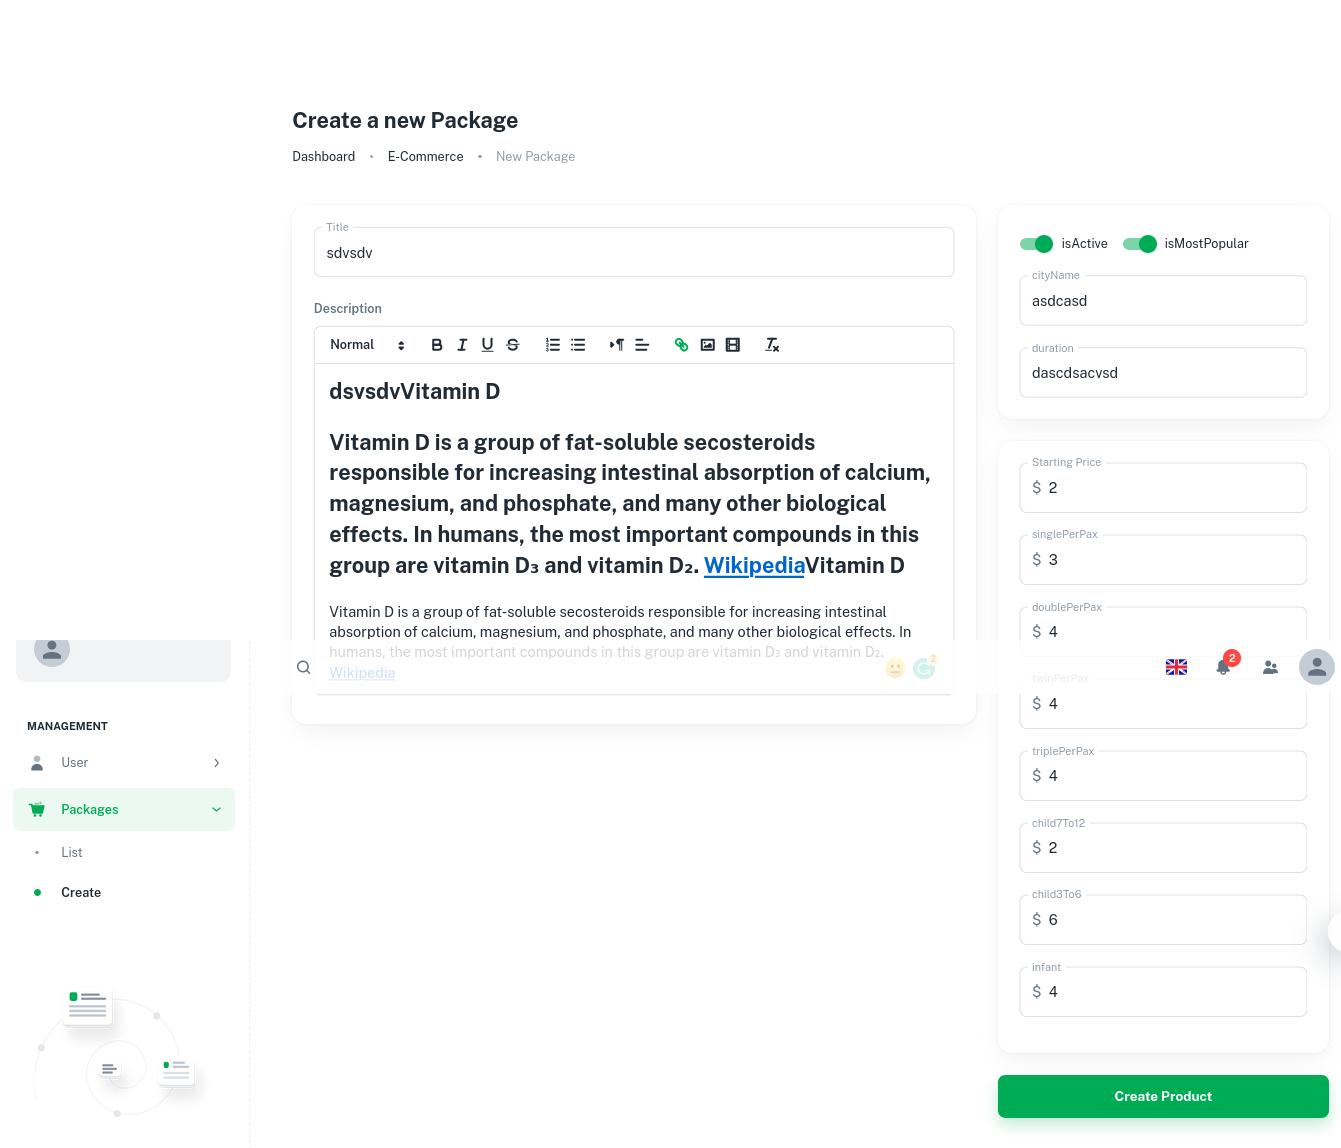 Create a new Package
Dashboard • E-Commerce • New Package
Title
sdvsdv
Description
Normal
dsvsdvVitamin D
Vitamin D is a group of fat-soluble secosteroids
responsible for increasing intestinal absorption of calcium,
magnesium, and phosphate, and many other biological
effects. In humans, the most important compounds in this
group are vitamin D₃ and vitamin D₂. WikipediaVitamin D
Vitamin D is a group of fat-soluble secosteroids responsible for increasing intestinal
absorption of calcium, magnesium, and phosphate, and many other biological effects. In
humans, the most important compounds in this group are vitamin D₃ and vitamin D₂.
Wikipedia
2
isActive isMostPopular
cityName
asdcasd
duration
dascdsacvsd
Starting Price
$ 2
singlePerPax
$ 3
doublePerPax
$ 4
2
twinPerPax
$ 4
triplePerPax
$ 4
child7To12
$ 2
child3To6
$ 6
infant
$ 4
Create Product
MANAGEMENT
User
Packages
List
Create